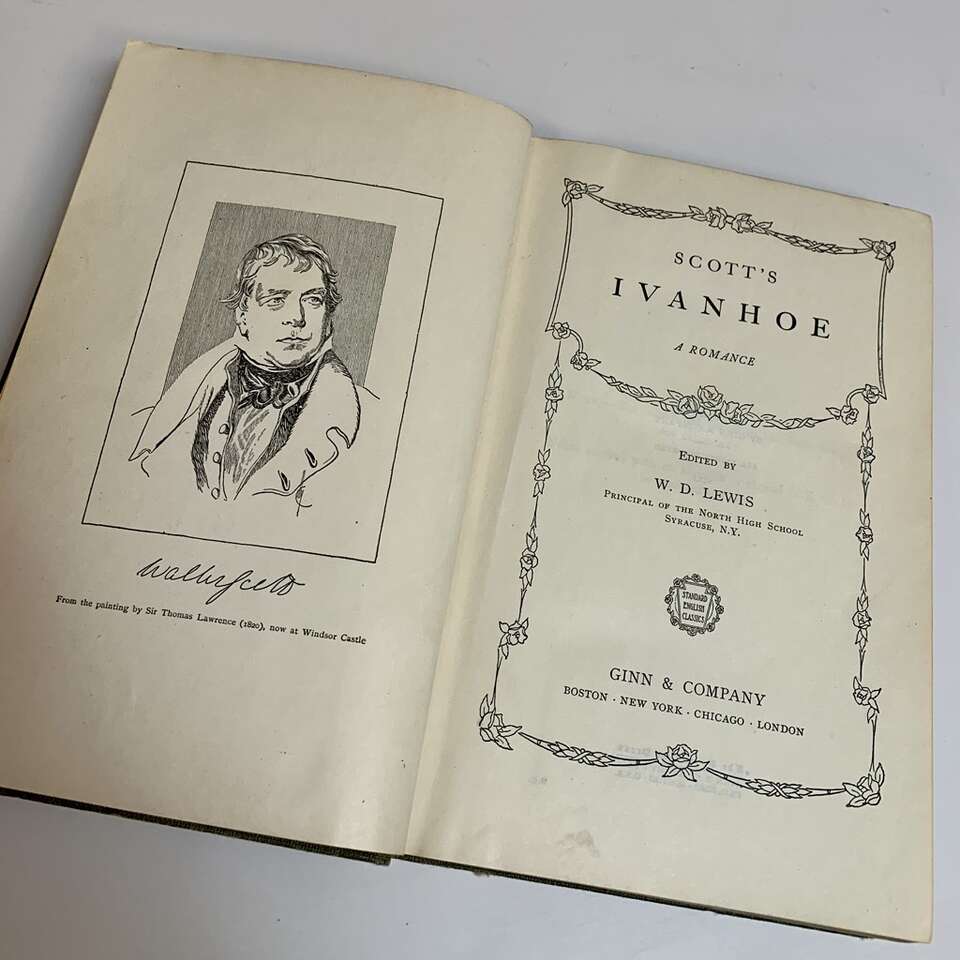 Walter Scott
From the painting by Sir Thomas Lawrence (1820), now at Windsor Castle
SCOTT'S
IVANHOE
A ROMANCE
EDITED BY
W. D. LEWIS
PRINCIPAL OF THE NORTH HIGH SCHOOL
SYRACUSE, N.Y.
STANDARD
ENGLISH
CLASSICS
GINN & COMPANY
BOSTON · NEW YORK · CHICAGO · LONDON